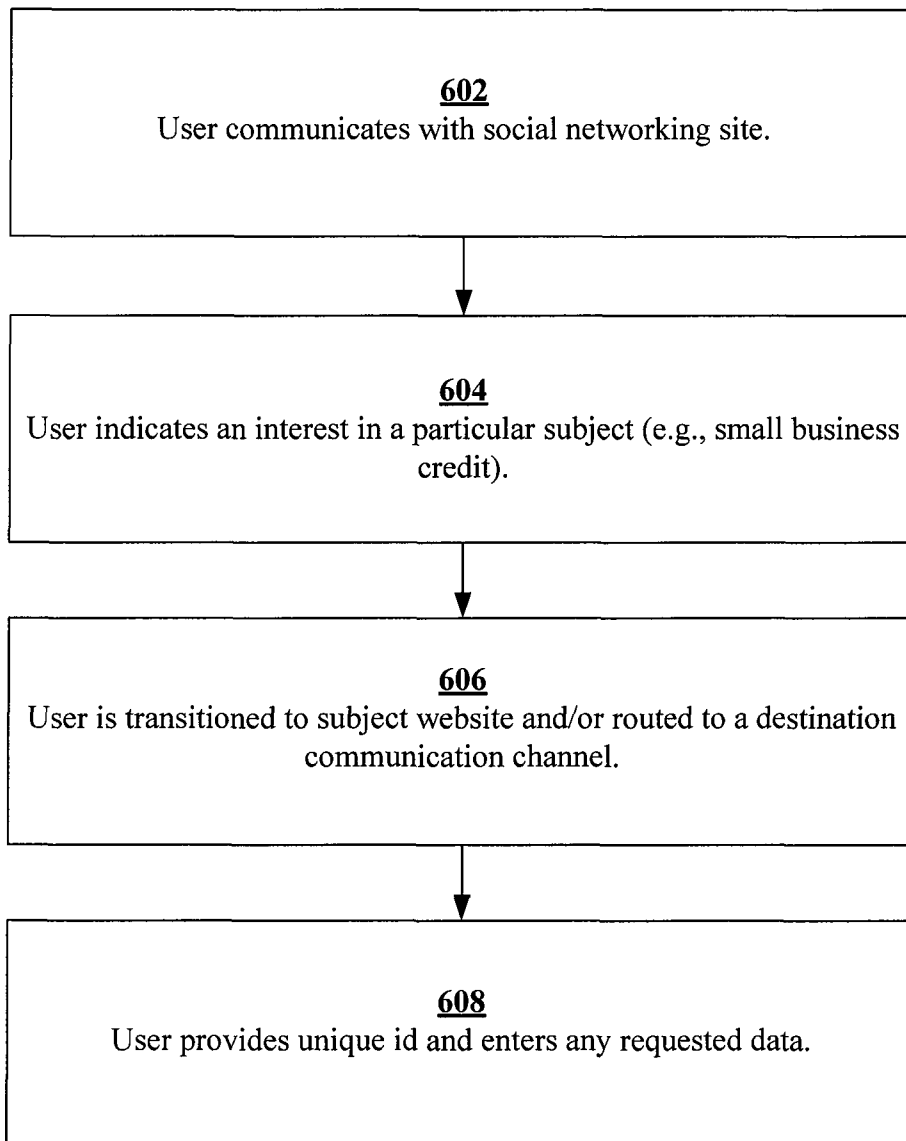 602
User communicates with social networking site.
604
User indicates an interest in a particular subject (e.g., small business
credit).
606
User is transitioned to subject website and/or routed to a destination
communication channel.
608
User provides unique id and enters any requested data.